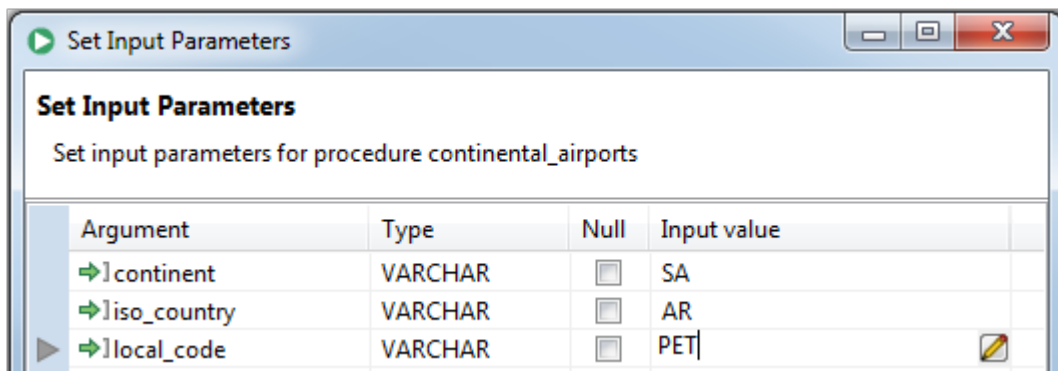 Set Input Parameters
Set Input Parameters
Set input parameters for procedure continental_airports
Argument Type Null Input value
continent VARCHAR SA
iso_country VARCHAR AR
local_code VARCHAR PET